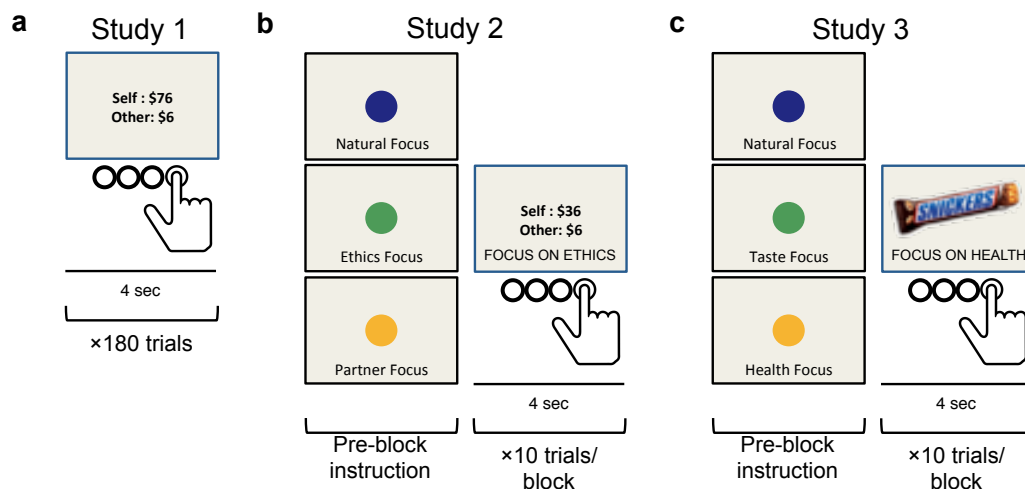 a
Study 1
Self : $76
Other: $6
4 sec
×180 trials
b
Study 2
Natural Focus
Ethics Focus
Partner Focus
Self : $36
Other: $6
FOCUS ON ETHICS
4 sec
Pre-block
instruction
×10 trials/
block
c
Study 3
Natural Focus
Taste Focus
Health Focus
SNICKERS
FOCUS ON HEALTH
4 sec
Pre-block
instruction
×10 trials/
block